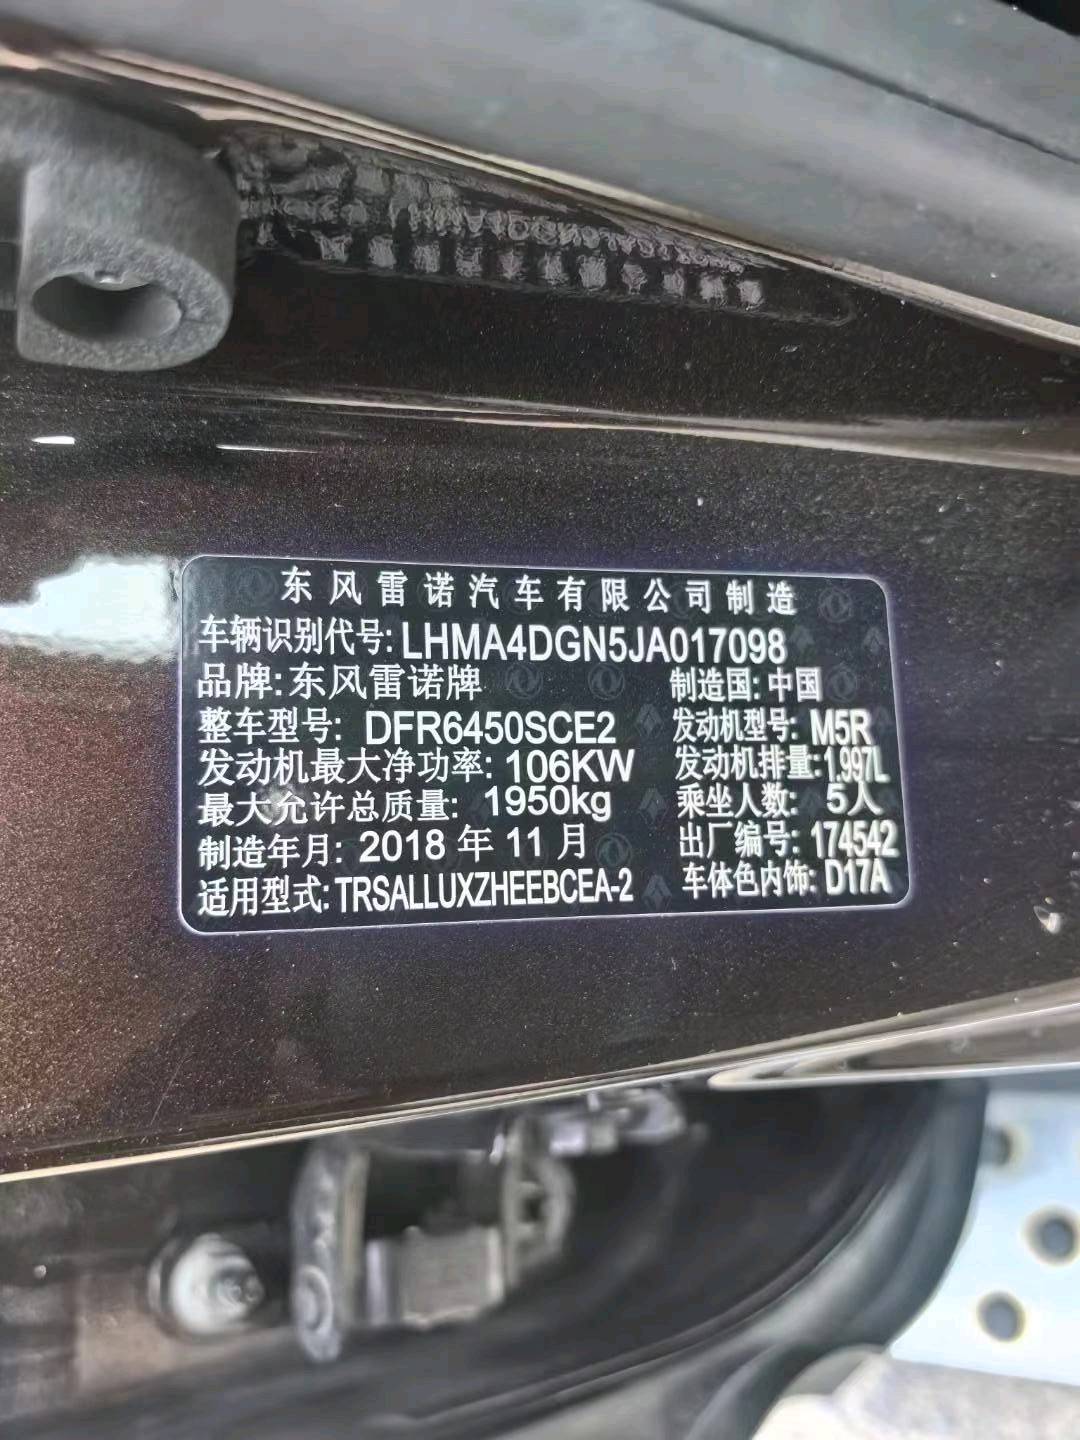 东风雷诺汽车有限公司制造
车辆识别代号: LHMA4DGN5JA017098
品牌: 东风雷诺牌 制造国: 中国
整车型号: DFR6450SCE2 发动机型号: M5R
发动机最大净功率: 106KW 发动机排量: 1.997L
最大允许总质量: 1950kg 乘坐人数: 5人
制造年月: 2018 年 11 月 出厂编号: 174542
适用型式: TRSALLUXZHEEBCEA-2 车体色内饰: D17A